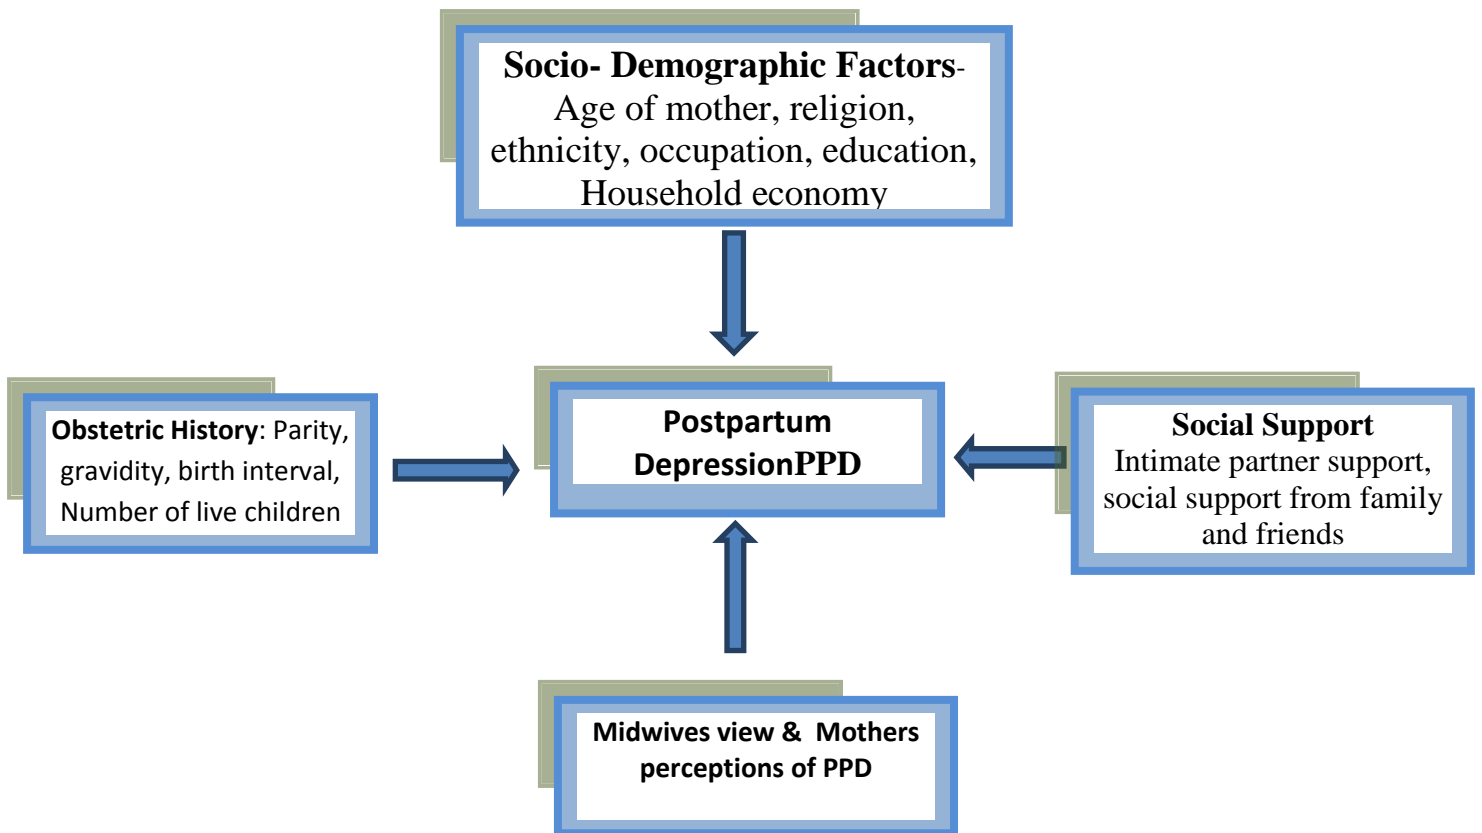 Socio- Demographic Factors-
Age of mother, religion,
ethnicity, occupation, education,
Household economy
Obstetric History: Parity,
gravidity, birth interval,
Number of live children
Postpartum
DepressionPPD
Social Support
Intimate partner support,
social support from family
and friends
Midwives view & Mothers
perceptions of PPD